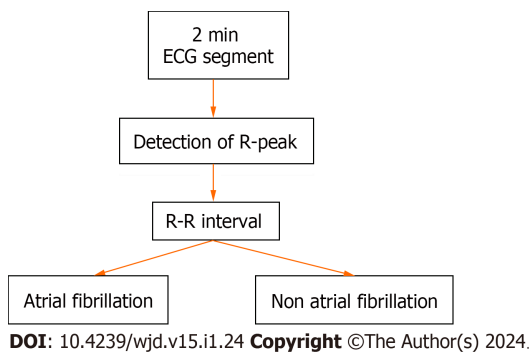 2 min
ECG segment
Detection of R-peak
R-R interval
Atrial fibrillation
Non atrial fibrillation
DOI: 10.4239/wjd.v15.i1.24 Copyright ©The Author(s) 2024.